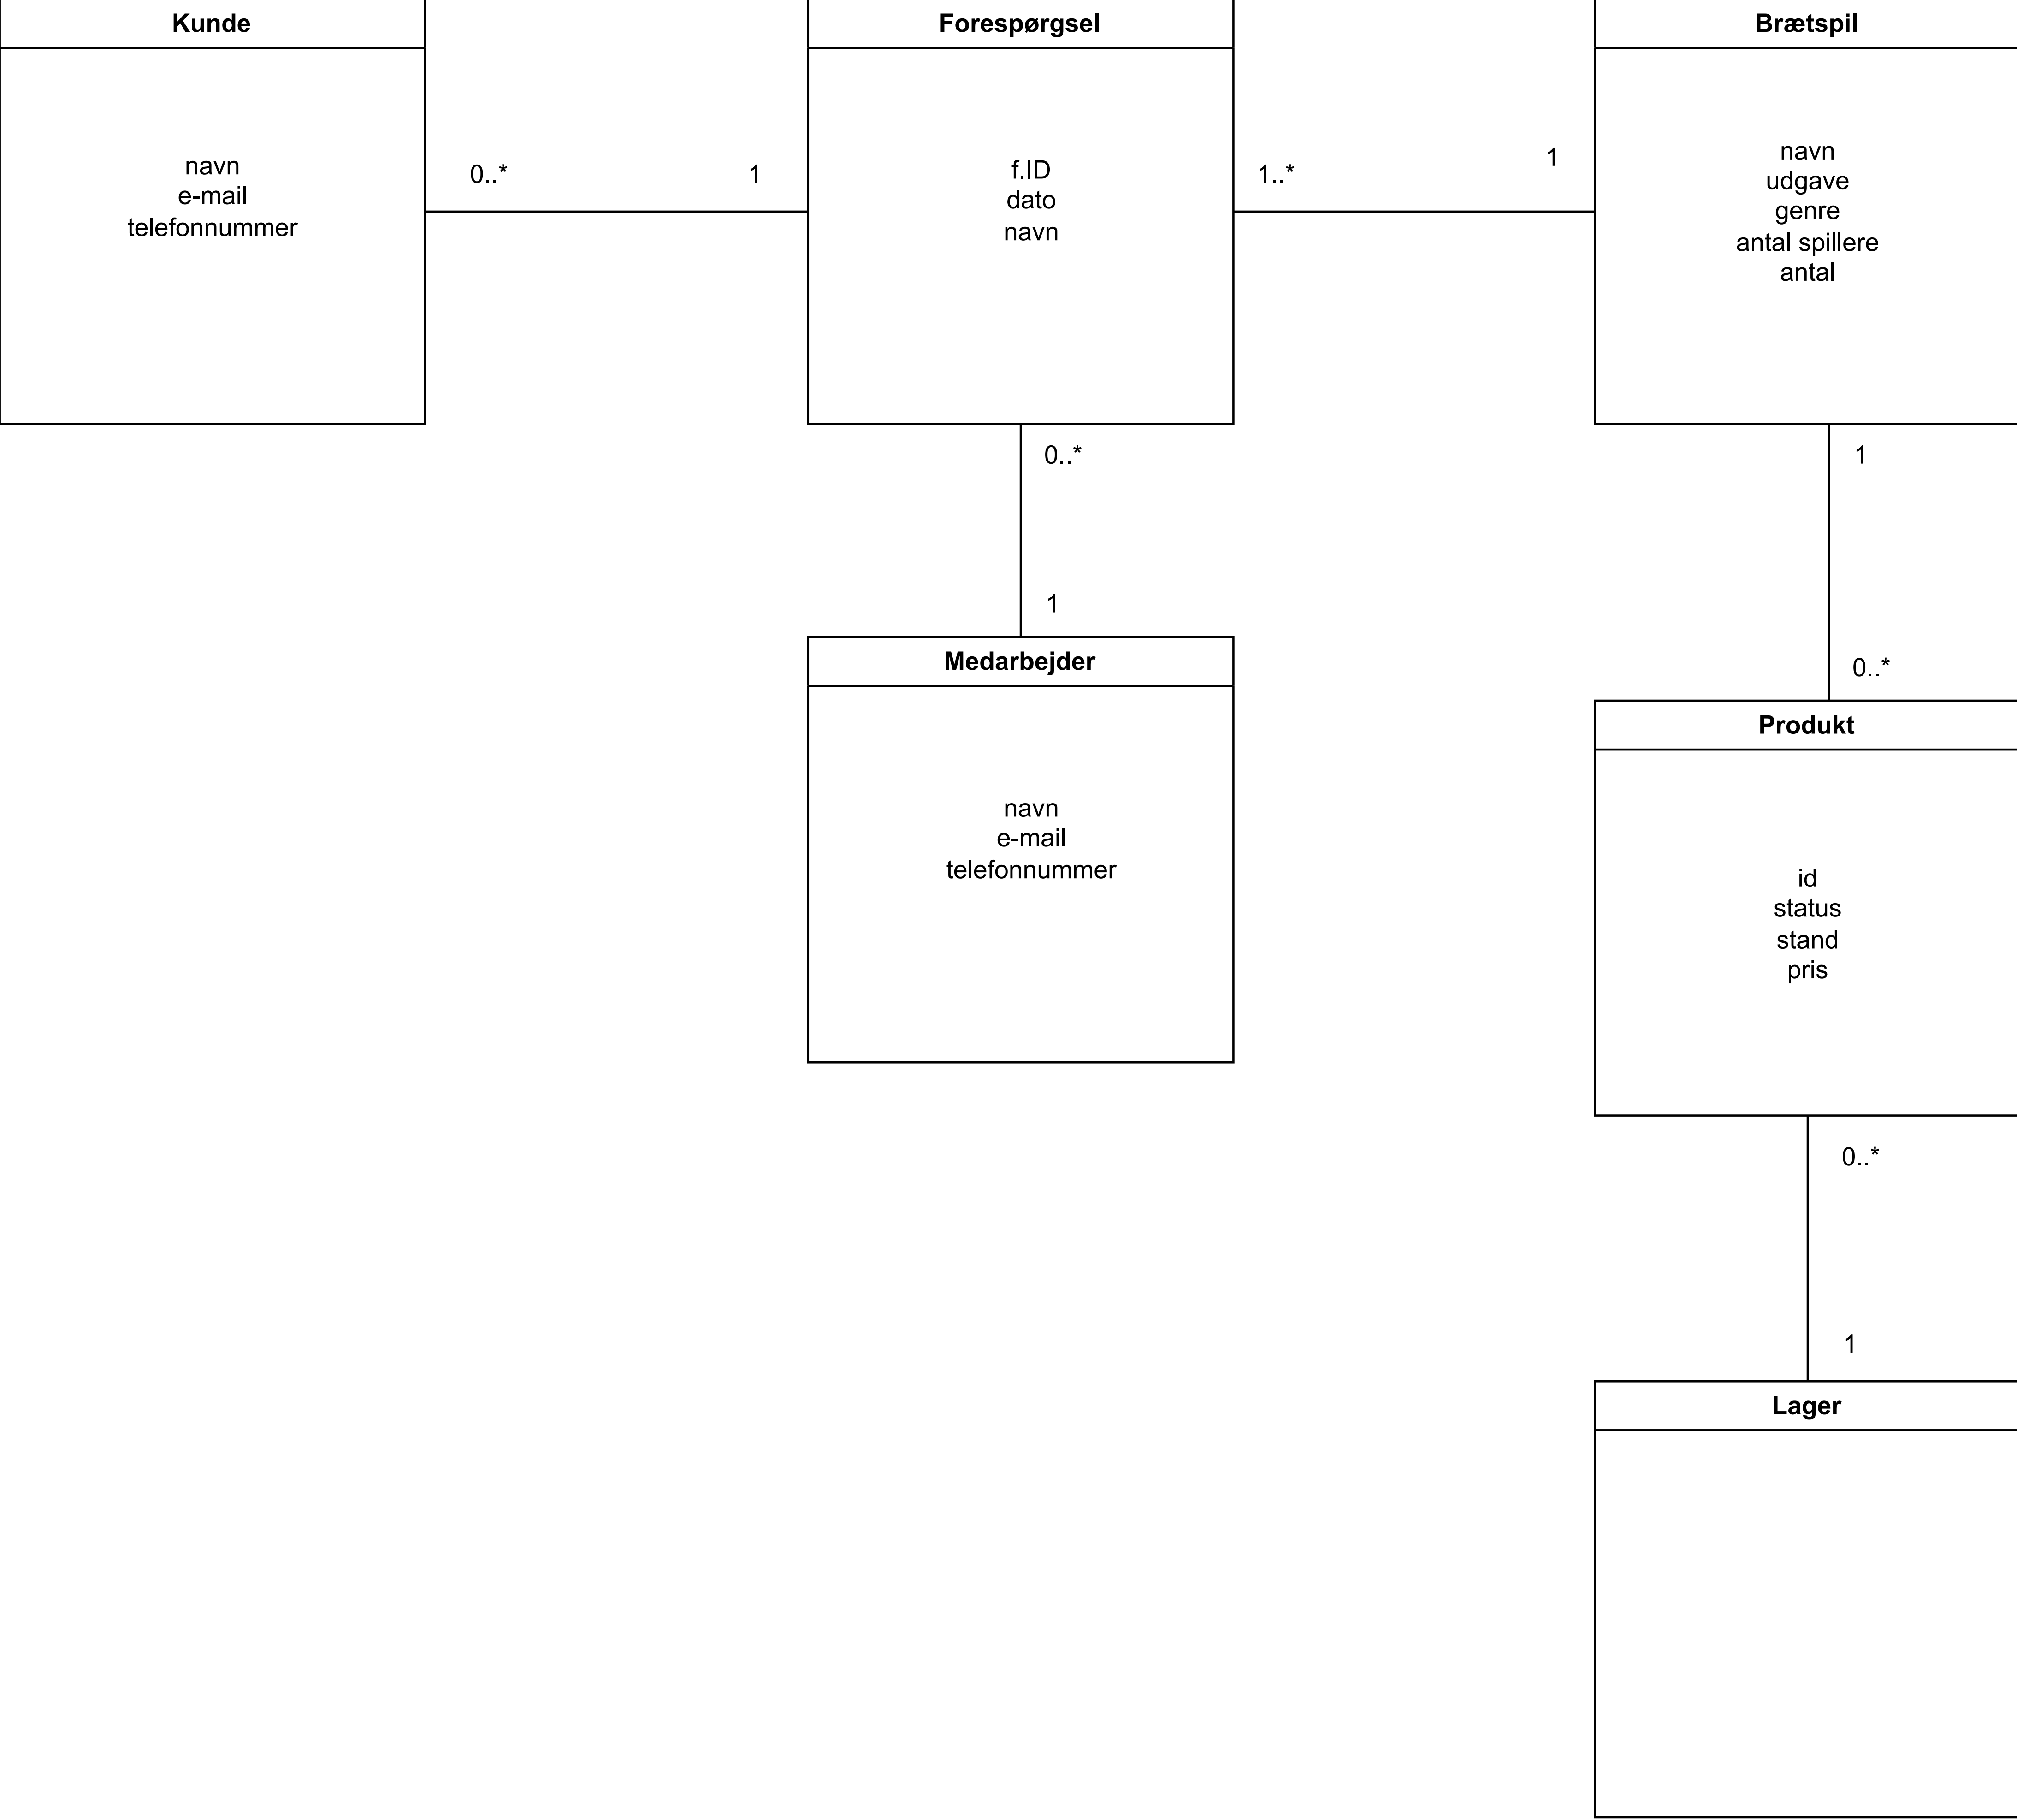 Kunde
navn
e-mail
telefonnummer
0..*
1
Forespørgsel
f.ID
dato
navn
1..*
1
Brætspil
navn
udgave
genre
antal spillere
antal
0..*
1
Medarbejder
navn
e-mail
telefonnummer
1
0..*
Produkt
id
status
stand
pris
0..*
1
Lager